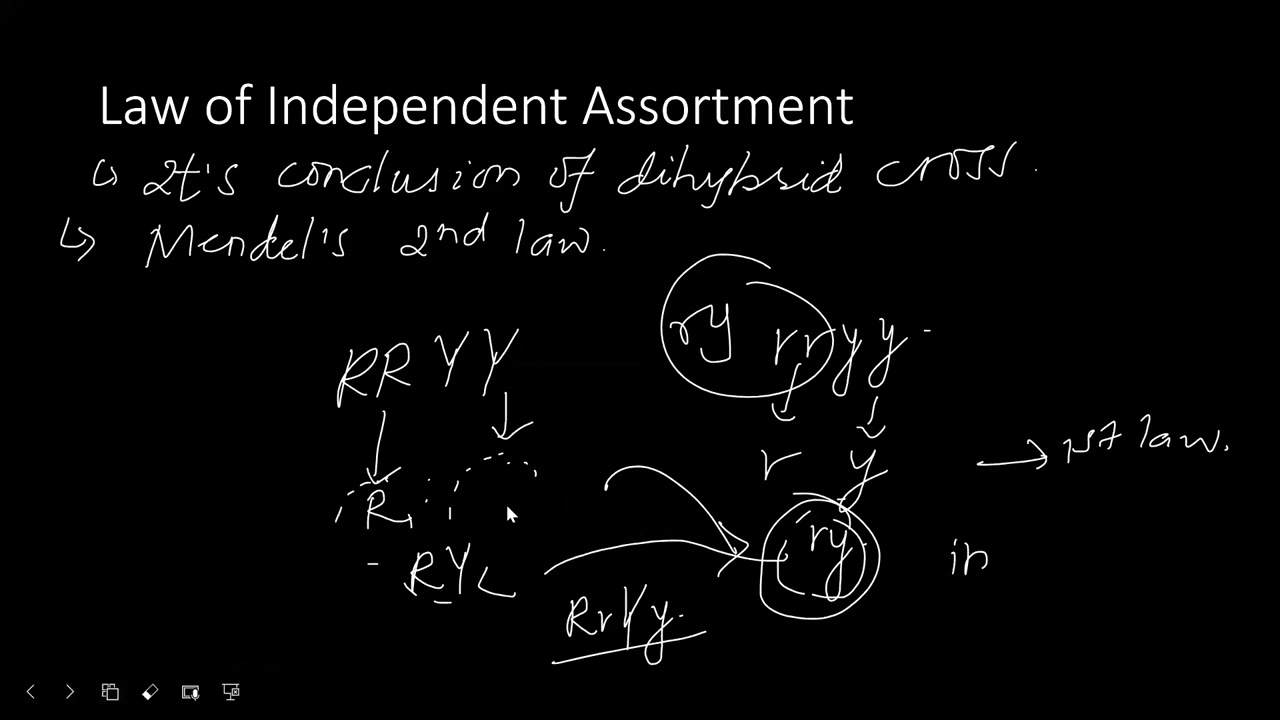 Law of Independent Assortment
↳ It's conclusion of dihybrid cross.
↳ Mendel's 2nd law.
RRYY ry rryy
R r y → 1st law.
RY ry in
RrYy